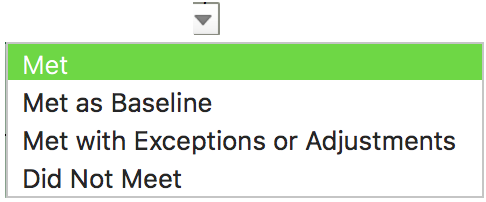 Met
Met as Baseline
Met with Exceptions or Adjustments
Did Not Meet